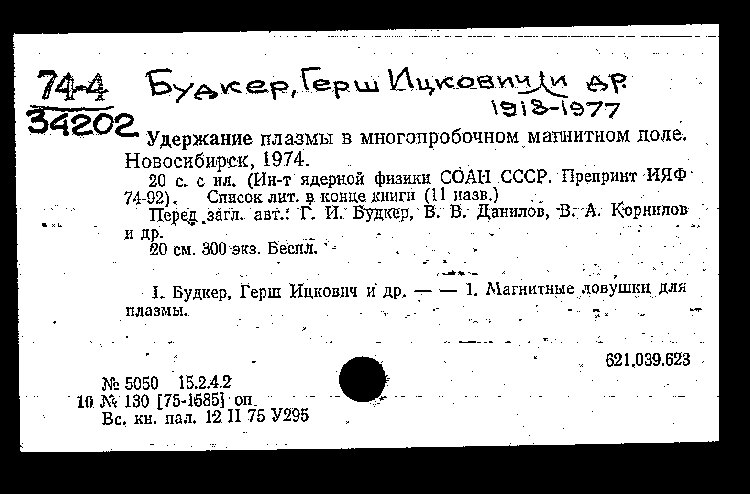 74-4
34202
Будкер, Герш Ицкович и др.
1918-1977
Удержание плазмы в многопробочном магнитном поле.
Новосибирск, 1974.
20 с. с ил. (Ин-т ядерной физики СОАН СССР. Препринт ИЯФ
74-92). Список лит. в конце книги (11 назв.)
Перед загл. авт.: Г. И. Будкер, В. В. Данилов, В. А. Корнилов
и др.
20 см. 300 экз. Беспл.
1. Будкер, Герш Ицкович и др. — — 1. Магнитные ловушки для
плазмы.
621.039.623
№ 5050 15.2.4.2
10 № 130 [75-1585] оп
Вс. кн. пал. 12 II 75 У295